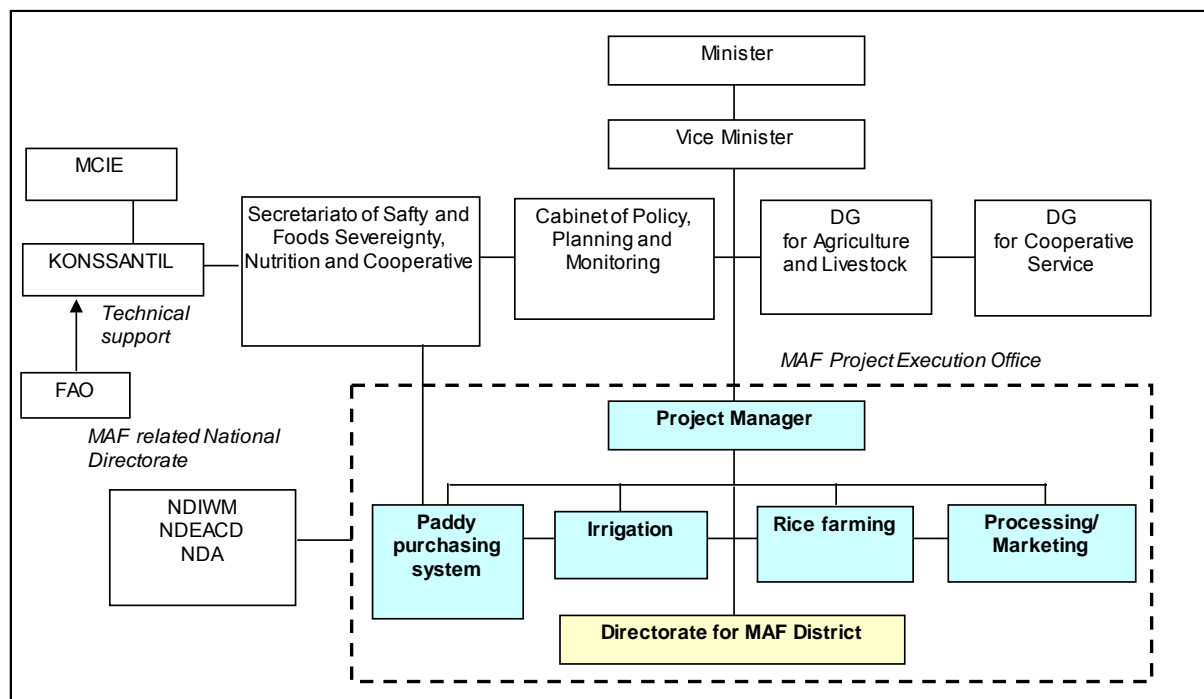 Minister
Vice Minister
MCIE
Secretariato of Safty and
Foods Severeignty,
Nutrition and Cooperative
Cabinet of Policy,
Planning and
Monitoring
DG
for Agriculture
and Livestock
DG
for Cooperative
Service
KONSSANTIL
Technical
support
FAO
MAF Project Execution Office
Project Manager
MAF related National
Directorate
NDIWM
NDEACD
NDA
Paddy
purchasing
system
Irrigation
Rice farming
Processing/
Marketing
Directorate for MAF District